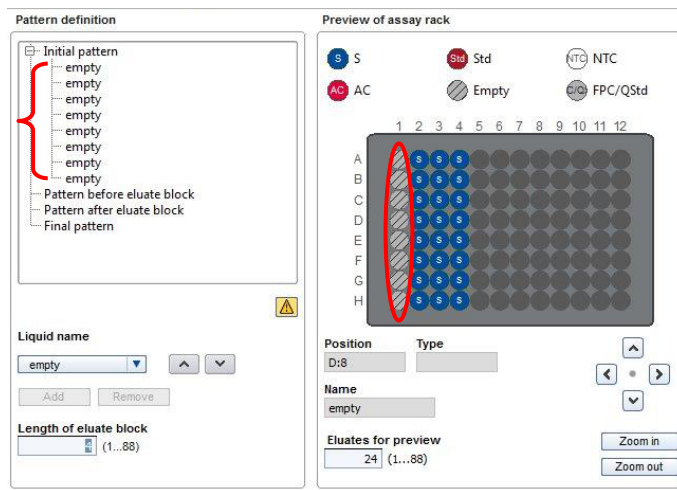 Pattern definition
Initial pattern
empty
empty
empty
empty
empty
empty
empty
empty
Pattern before eluate block
Pattern after eluate block
Final pattern
Liquid name
empty
Add Remove
Length of eluate block
(1...88)
Preview of assay rack
S S Std Std NTC NTC
AC AC Empty C/Q FPC/QStd
1 2 3 4 5 6 7 8 9 10 11 12
A S S S
B S S S
C S S S
D S S S
E S S S
F S S S
G S S S
H S S S
Position Type
D:8
Name
empty
Eluates for preview
24 (1...88)
Zoom in
Zoom out